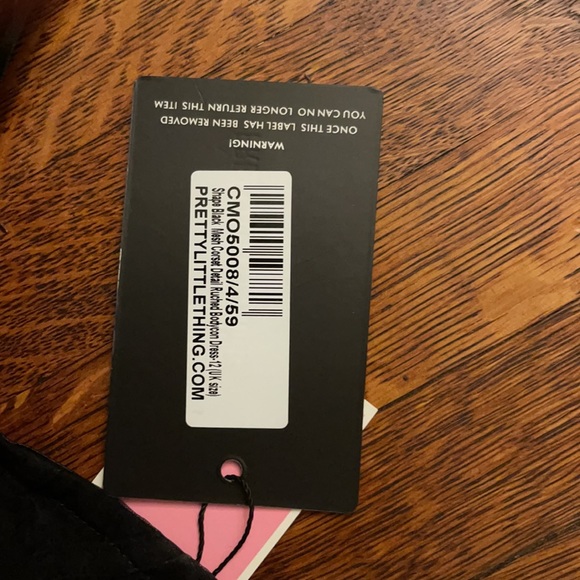 WARNING!
ONCE THIS LABEL HAS BEEN REMOVED
YOU CAN NO LONGER RETURN THIS ITEM
CMO5008/4/59
Shape Black Mesh Corset Detail Ruched Bodycon Dress-12 (UK size)
PRETTYLITTLETHING.COM